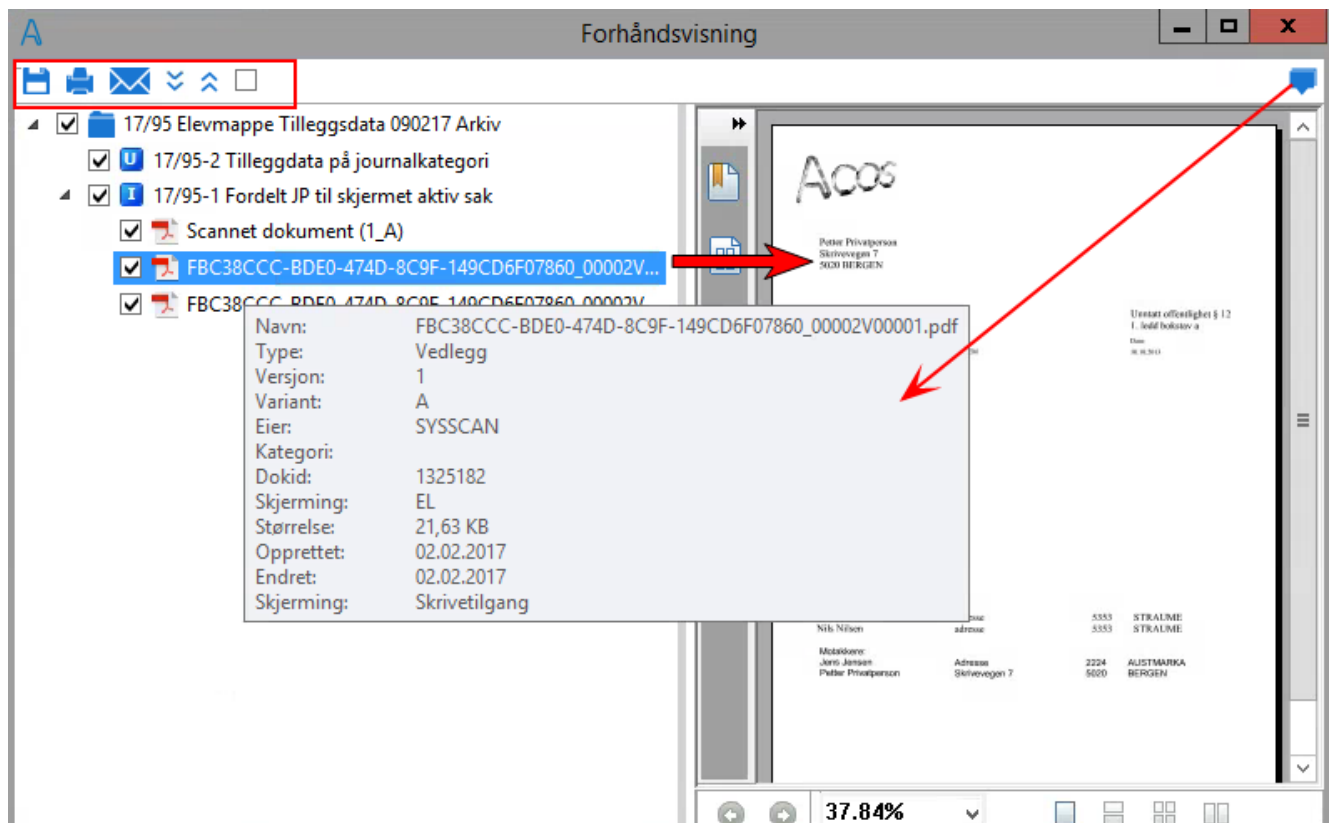 Forhåndsvisning
17/95 Elevmappe Tilleggsdata 090217 Arkiv
17/95-2 Tilleggdata på journalkategori
17/95-1 Fordelt JP til skjermet aktiv sak
Scannet dokument (1_A)
FBC38CCC-BDE0-474D-8C9F-149CD6F07860_00002V...
FBC38CCC-BDE0-474D-8C9F-149CD6F07860_00002V
Navn: FBC38CCC-BDE0-474D-8C9F-149CD6F07860_00002V00001.pdf
Type: Vedlegg
Versjon: 1
Variant: A
Eier: SYSSCAN
Kategori:
Dokid: 1325182
Skjerming: EL
Størrelse: 21,63 KB
Opprettet: 02.02.2017
Endret: 02.02.2017
Skjerming: Skrivetilgang
Acos
Petter Privatperson
Skrivevegen 7
5020 BERGEN
Unntatt offentlighet § 12
1. ledd bokstav a
Dato
5353 STRAUME
Nils Nilsen adresse 5353 STRAUME
Motakkere:
Jens Jensen Adresse 2224 AUSTMARKA
Petter Privatperson Skrivevegen 7 5020 BERGEN
37.84%